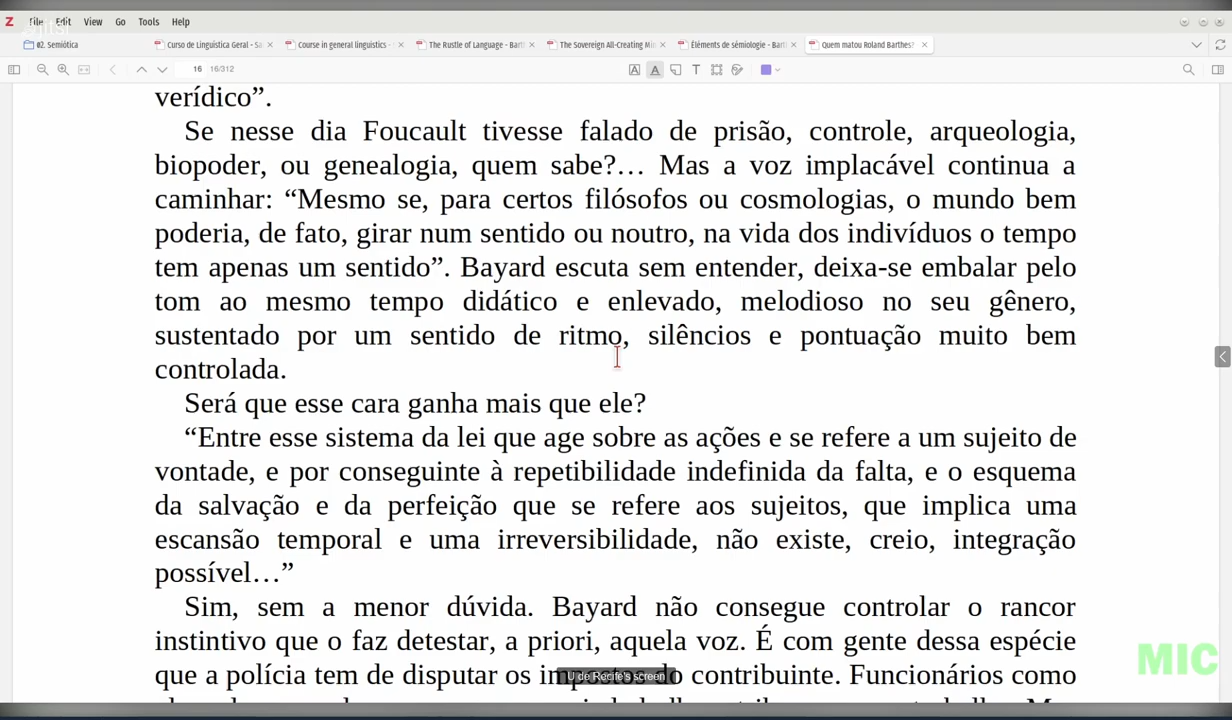 File Edit View Go Tools Help
#2. Semiótica
Curso de Linguística Geral - Sa
Course in general linguistics -
The Rustle of Language - Bart
The Sovereign All-Creating Min
Éléments de sémiologie - Bart
Quem matou Roland Barthes?
16 16/312
verídico”.
Se nesse dia Foucault tivesse falado de prisão, controle, arqueologia,
biopoder, ou genealogia, quem sabe?… Mas a voz implacável continua a
caminhar: “Mesmo se, para certos filósofos ou cosmologias, o mundo bem
poderia, de fato, girar num sentido ou noutro, na vida dos indivíduos o tempo
tem apenas um sentido”. Bayard escuta sem entender, deixa-se embalar pelo
tom ao mesmo tempo didático e enlevado, melodioso no seu gênero,
sustentado por um sentido de ritmo, silêncios e pontuação muito bem
controlada.
Será que esse cara ganha mais que ele?
“Entre esse sistema da lei que age sobre as ações e se refere a um sujeito de
vontade, e por conseguinte à repetibilidade indefinida da falta, e o esquema
da salvação e da perfeição que se refere aos sujeitos, que implica uma
escansão temporal e uma irreversibilidade, não existe, creio, integração
possível…”
Sim, sem a menor dúvida. Bayard não consegue controlar o rancor
instintivo que o faz detestar, a priori, aquela voz. É com gente dessa espécie
que a polícia tem de disputar os impostos do contribuinte. Funcionários como
U de Recife's screen
MIC